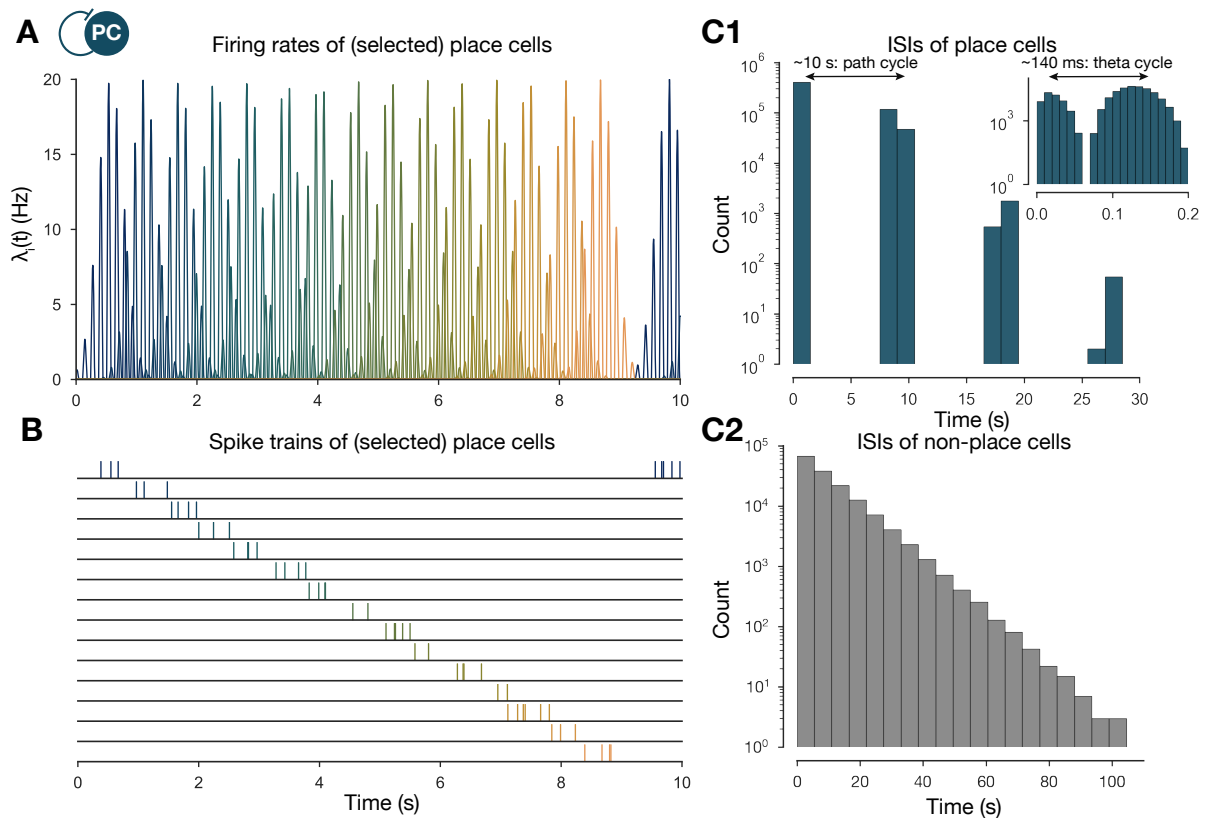 A
PC
Firing rates of (selected) place cells
20
15
10
5
0
λi(t) (Hz)
0 2 4 6 8 10
B
Spike trains of (selected) place cells
0 2 4 6 8 10
Time (s)
C1
ISIs of place cells
~10 s: path cycle
~140 ms: theta cycle
10^6
10^5
10^4
10^3
10^2
10^1
10^0
Count
10^3
10^0
0.0 0.1 0.2
0 5 10 15 20 25 30
Time (s)
C2
ISIs of non-place cells
10^5
10^4
10^3
10^2
10^1
10^0
Count
0 20 40 60 80 100
Time (s)